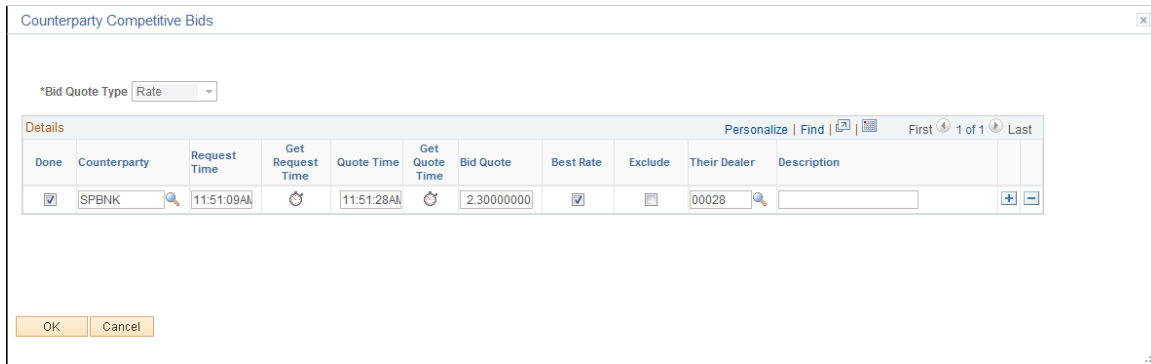 Counterparty Competitive Bids
*Bid Quote Type Rate
Details Personalize | Find | | First 1 of 1 Last
Done Counterparty Request Time Get Request Time Quote Time Get Quote Time Bid Quote Best Rate Exclude Their Dealer Description
SPBNK 11:51:09AM 11:51:28AM 2.30000000 00028
OK Cancel